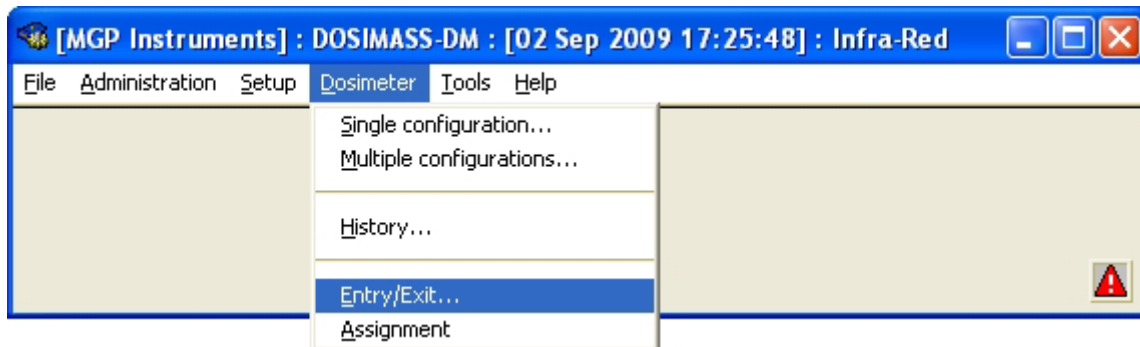 [MGP Instruments] : DOSIMASS-DM : [02 Sep 2009 17:25:48] : Infra-Red
File Administration Setup Dosimeter Tools Help
Single configuration...
Multiple configurations...
History...
Entry/Exit...
Assignment